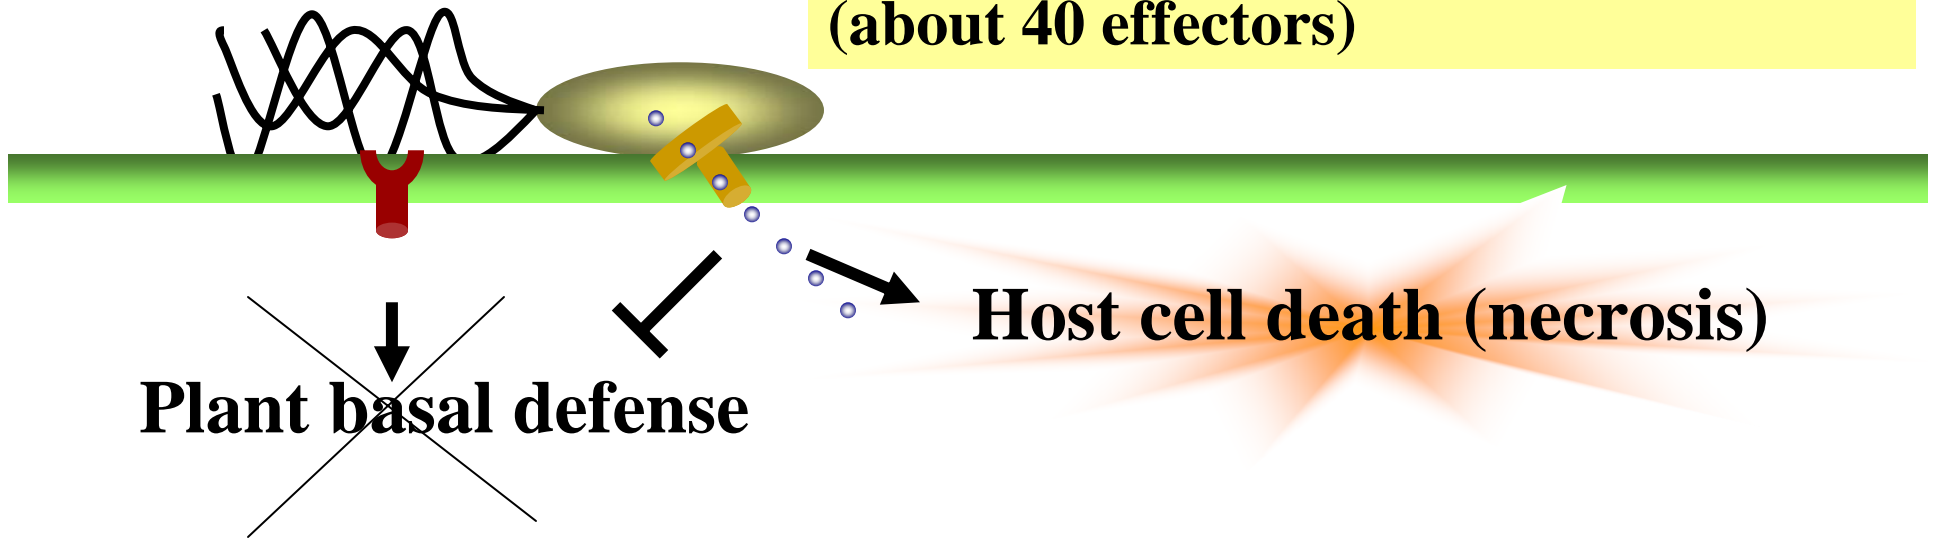 (about 40 effectors)
Host cell death (necrosis)
Plant basal defense